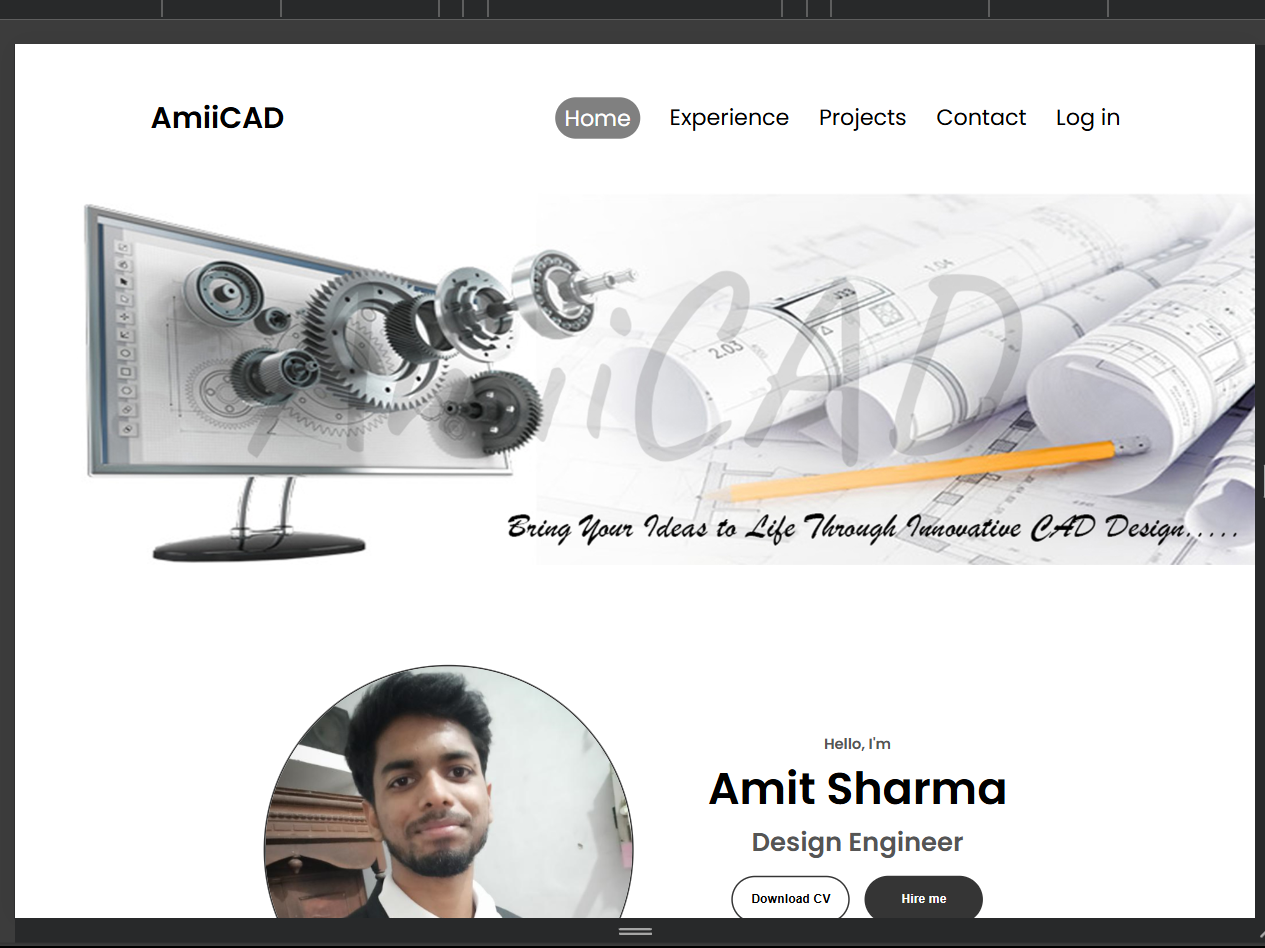 AmiiCAD
Home Experience Projects Contact Log in
AmiiCAD
1:04
2.03
Bring Your Ideas to Life Through Innovative CAD Design.....
Hello, I'm
Amit Sharma
Design Engineer
Download CV Hire me